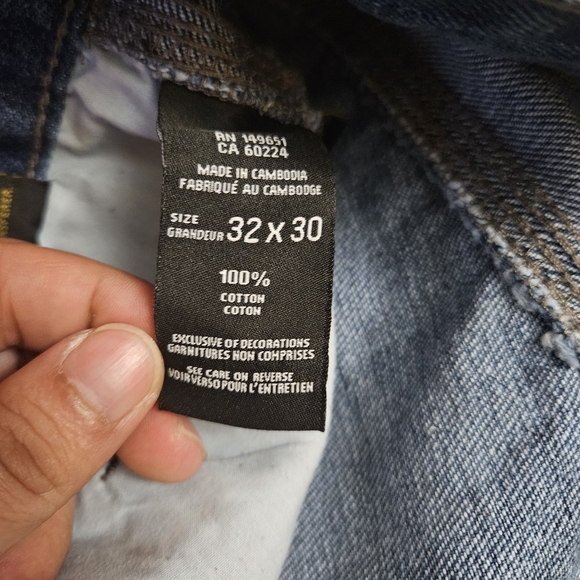 RN 149651
CA 60224
MADE IN CAMBODIA
FABRIQUÉ AU CAMBODGE
SIZE
GRANDEUR 32 X 30
100%
COTTON
COTON
EXCLUSIVE OF DECORATIONS
GARNITURES NON COMPRISES
SEE CARE ON REVERSE
VOIR VERSO POUR L'ENTRETIEN